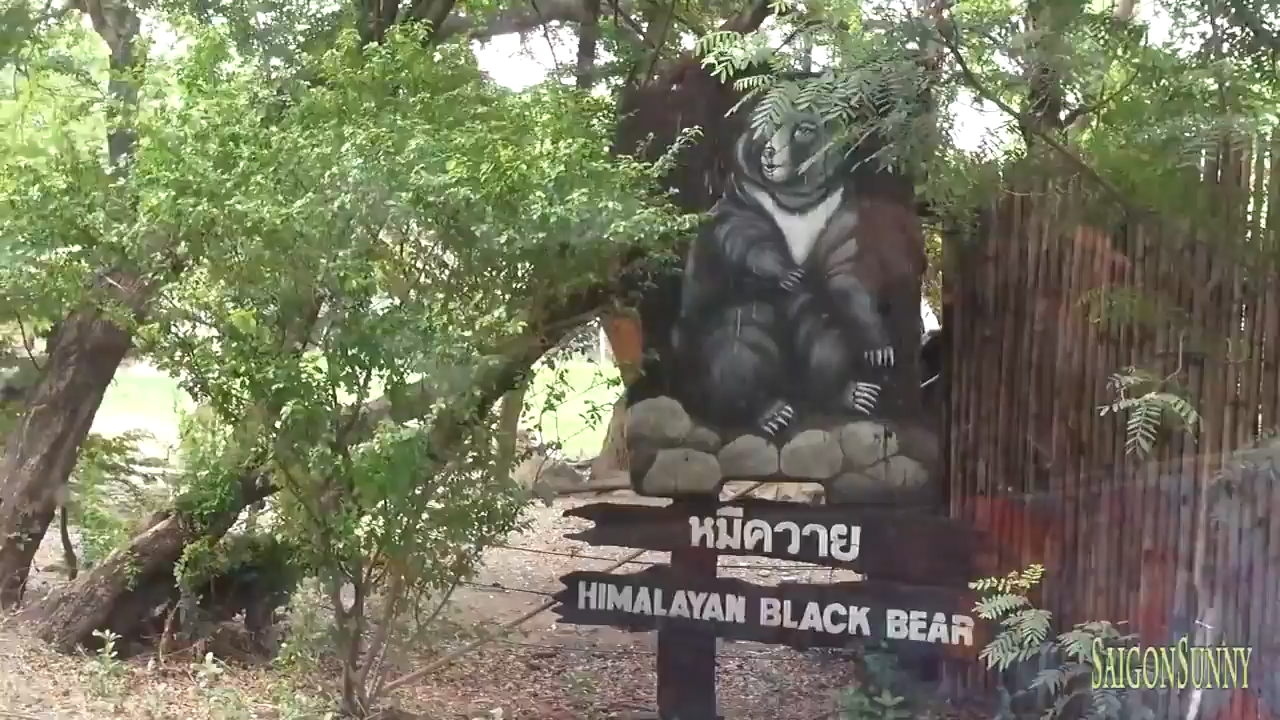 หมีควาย
HIMALAYAN BLACK BEAR
SAIGONSUNNY